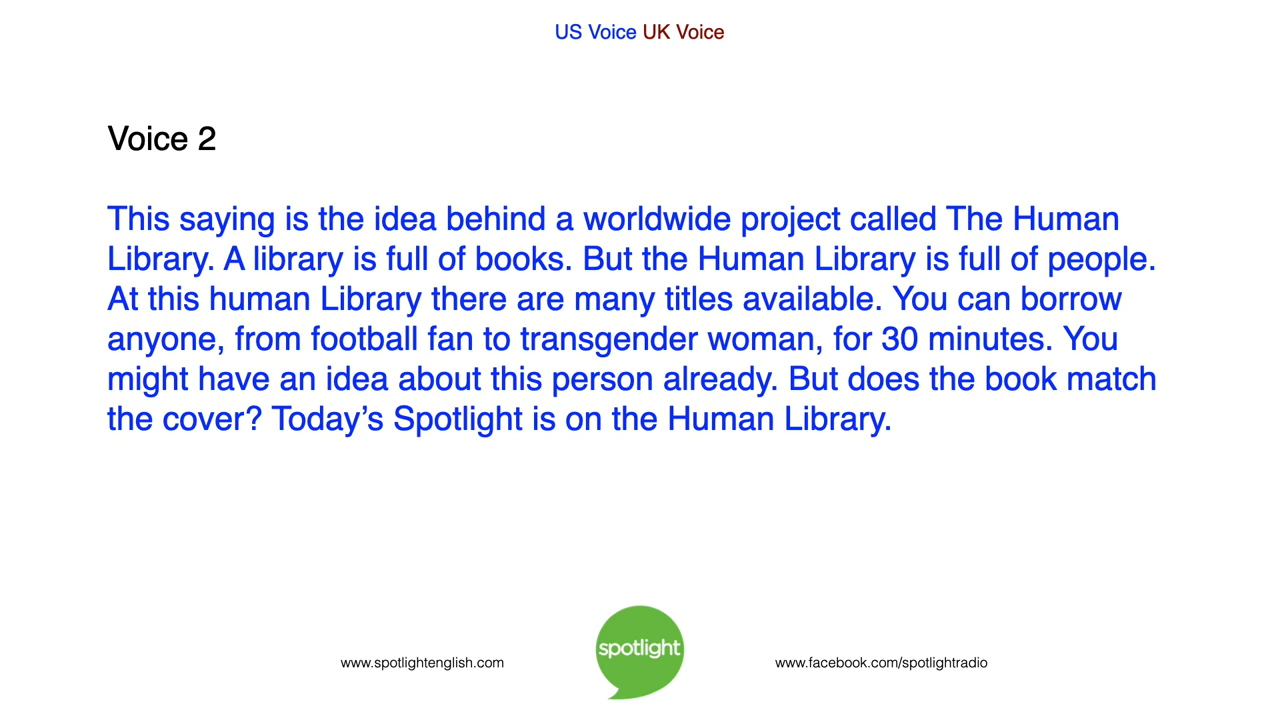 US Voice UK Voice
Voice 2
This saying is the idea behind a worldwide project called The Human
Library. A library is full of books. But the Human Library is full of people.
At this human Library there are many titles available. You can borrow
anyone, from football fan to transgender woman, for 30 minutes. You
might have an idea about this person already. But does the book match
the cover? Today’s Spotlight is on the Human Library.
spotlight
www.spotlightenglish.com
www.facebook.com/spotlightradio